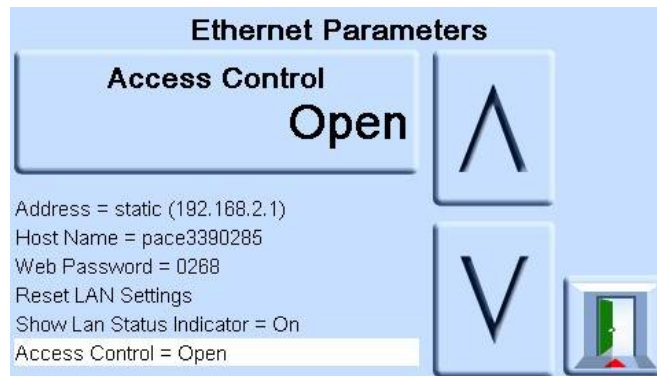 Ethernet Parameters
Access Control
Open
Address = static (192.168.2.1)
Host Name = pace3390285
Web Password = 0268
Reset LAN Settings
Show Lan Status Indicator = On
Access Control = Open